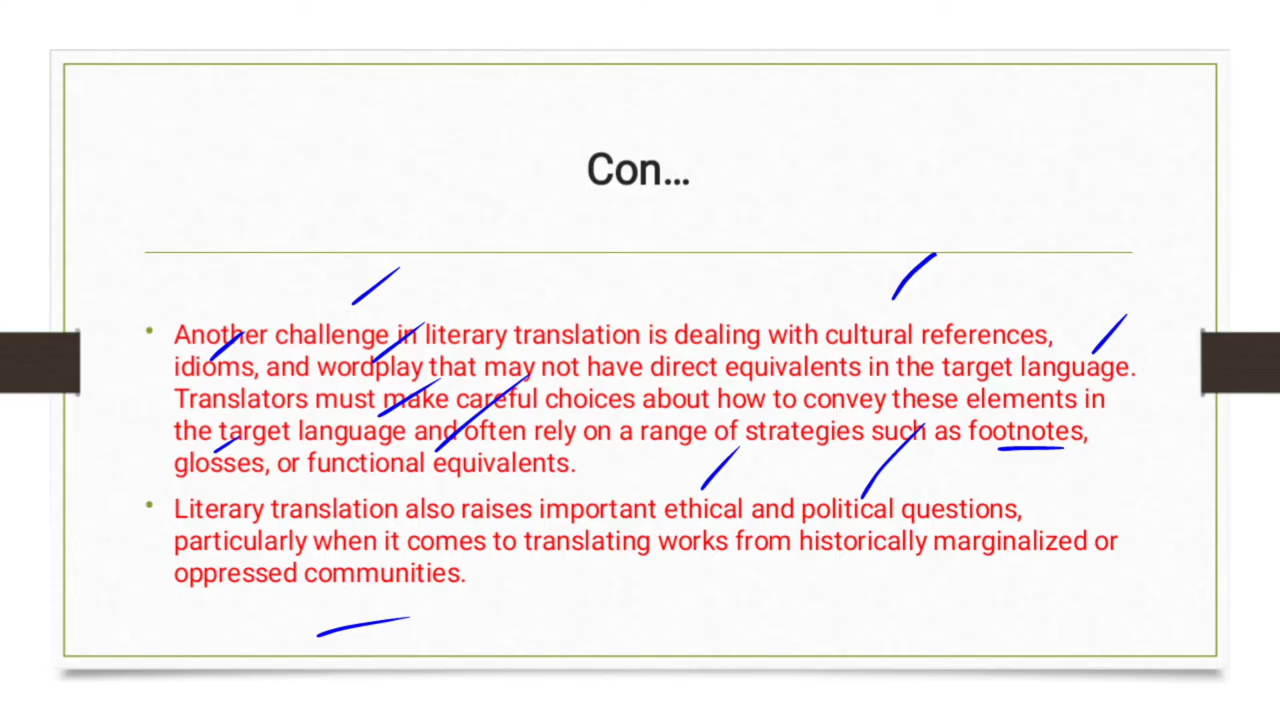 Con...
• Another challenge in literary translation is dealing with cultural references,
idioms, and wordplay that may not have direct equivalents in the target language.
Translators must make careful choices about how to convey these elements in
the target language and often rely on a range of strategies such as footnotes,
glosses, or functional equivalents.
• Literary translation also raises important ethical and political questions,
particularly when it comes to translating works from historically marginalized or
oppressed communities.